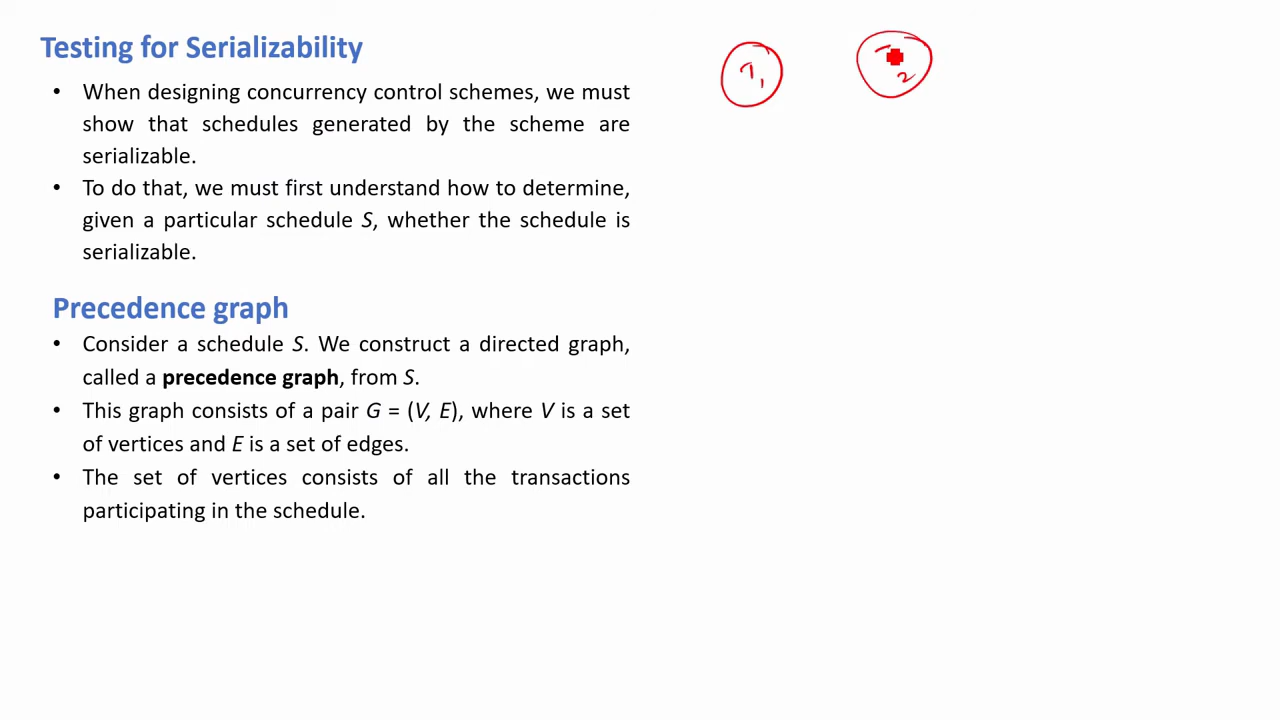 Testing for Serializability
• When designing concurrency control schemes, we must
show that schedules generated by the scheme are
serializable.
• To do that, we must first understand how to determine,
given a particular schedule S, whether the schedule is
serializable.
Precedence graph
• Consider a schedule S. We construct a directed graph,
called a precedence graph, from S.
• This graph consists of a pair G = (V, E), where V is a set
of vertices and E is a set of edges.
• The set of vertices consists of all the transactions
participating in the schedule.
T1
T2